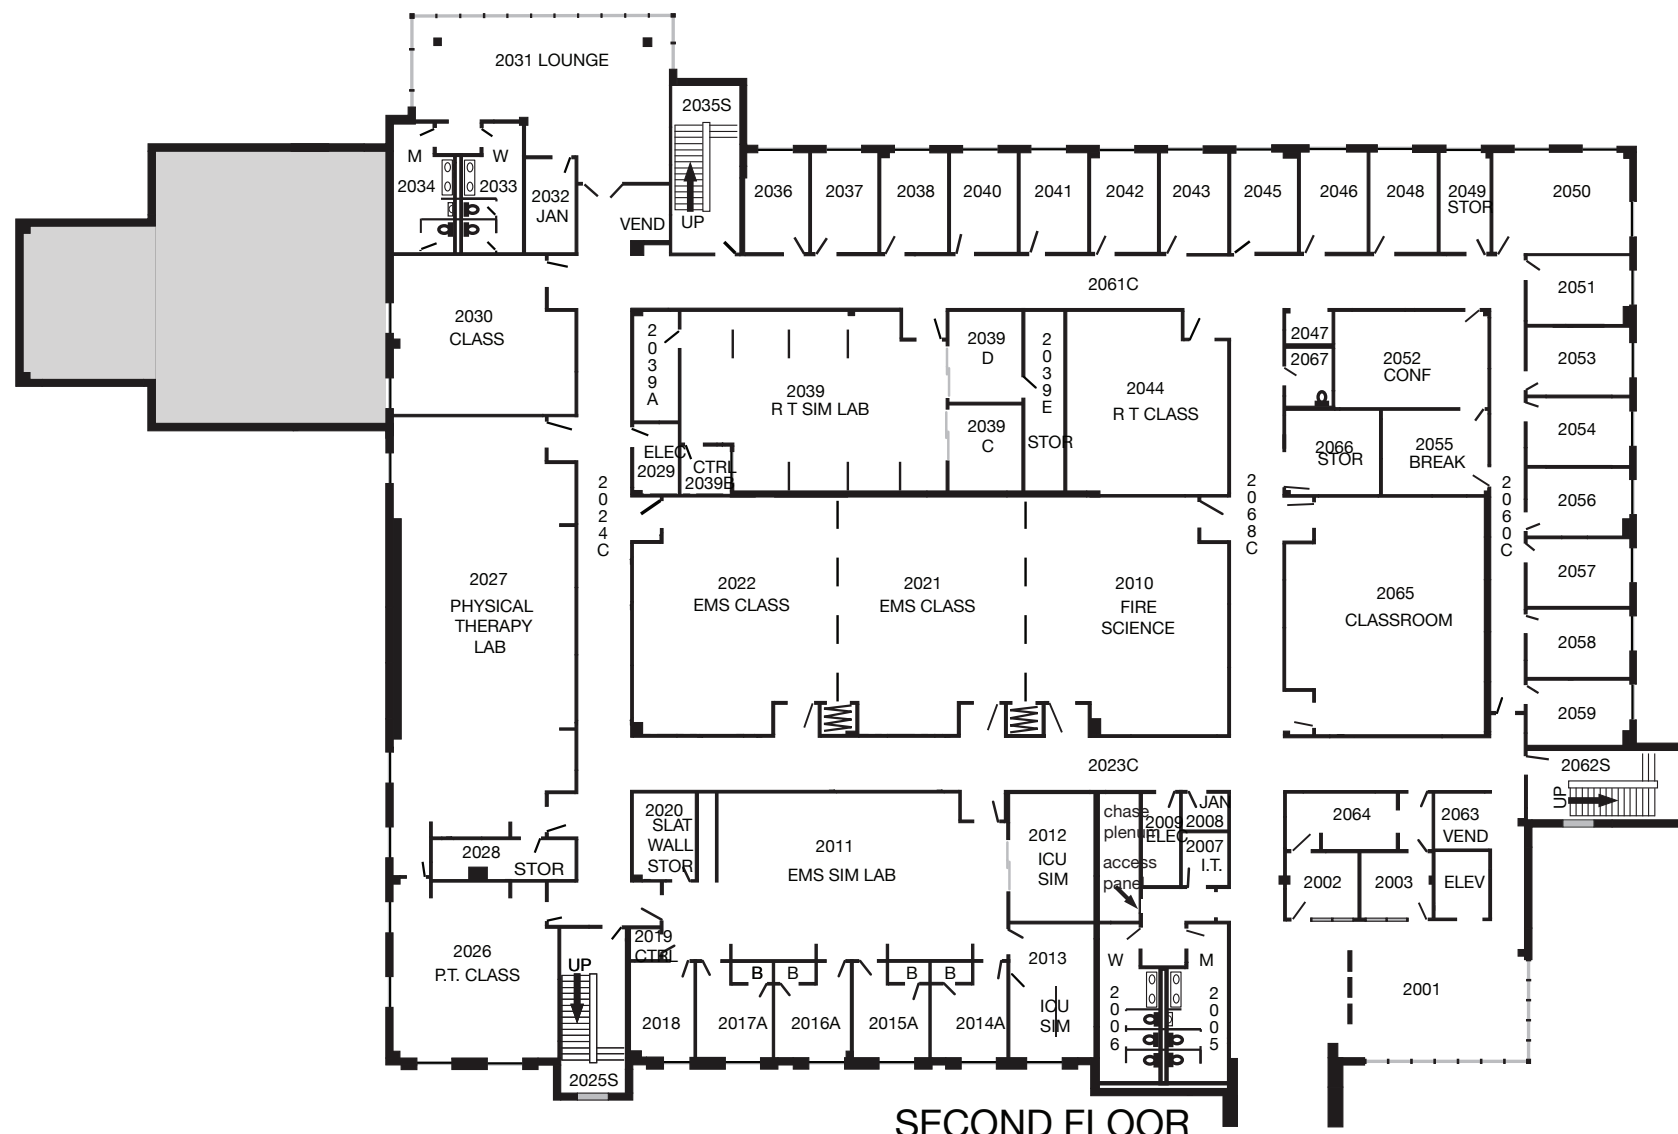 2031 LOUNGE
2035S
M
W
2034
2033
2032
JAN
VEND
UP
2036
2037
2038
2040
2041
2042
2043
2045
2046
2048
2049
STOR
2050
2061C
2051
2030
CLASS
2039A
2039
R T SIM LAB
2039
D
2039E
STOR
2039
C
2044
R T CLASS
2047
2067
2052
CONF
2053
2054
ELEC
2029
CTRL
2039B
2066
STOR
2055
BREAK
2024C
2068C
2060C
2056
2027
PHYSICAL
THERAPY
LAB
2022
EMS CLASS
2021
EMS CLASS
2010
FIRE
SCIENCE
2065
CLASSROOM
2057
2058
2059
2023C
2062S
UP
2020
SLAT
WALL
STOR
2011
EMS SIM LAB
2012
ICU
SIM
chase
plenum
access
panel
2009
ELEC
JAN
2008
2007
I.T.
2064
2063
VEND
2028
STOR
2002
2003
ELEV
2026
P.T. CLASS
UP
2019
CTRL
B
B
B
B
2013
ICU
SIM
W
M
2006
2005
2001
2018
2017A
2016A
2015A
2014A
2025S
SECOND FLOOR